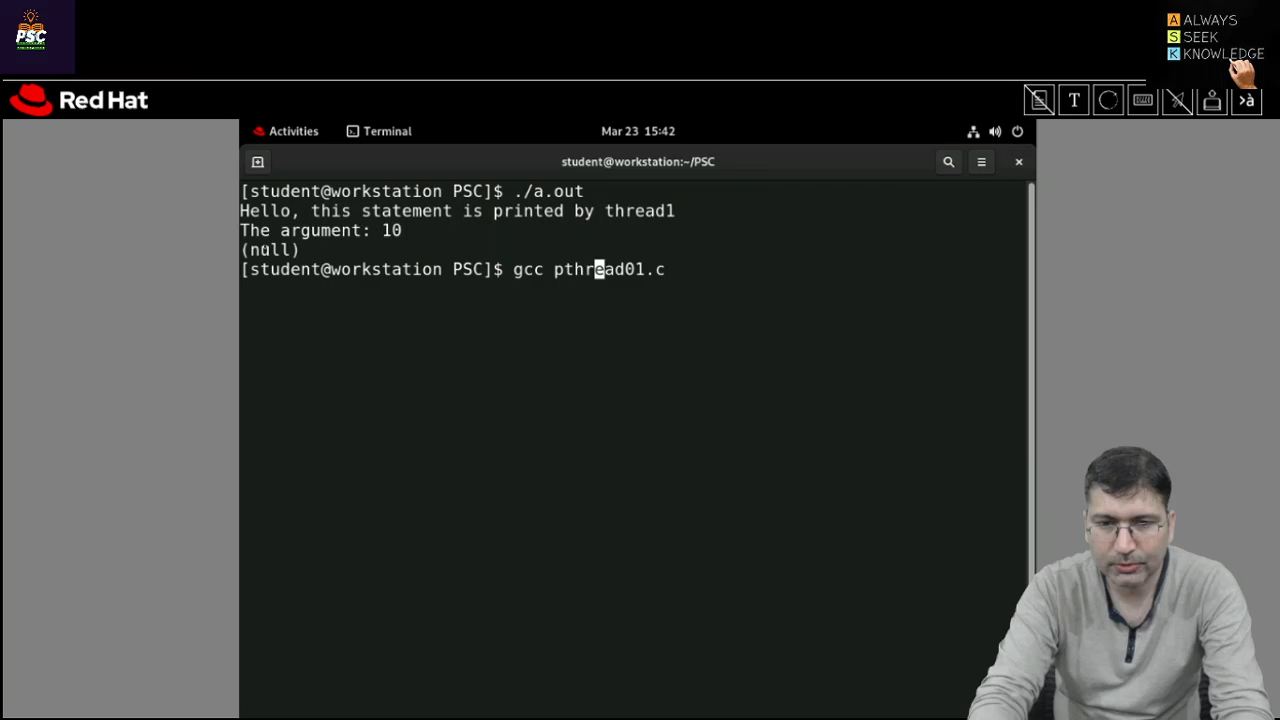 PSC
A ALWAYS
S SEEK
K KNOWLEDGE
Red Hat
T
›à
Activities
Terminal
Mar 23 15:42
student@workstation:~/PSC
[student@workstation PSC]$ ./a.out
Hello, this statement is printed by thread1
The argument: 10
(null)
[student@workstation PSC]$ gcc pthread01.c